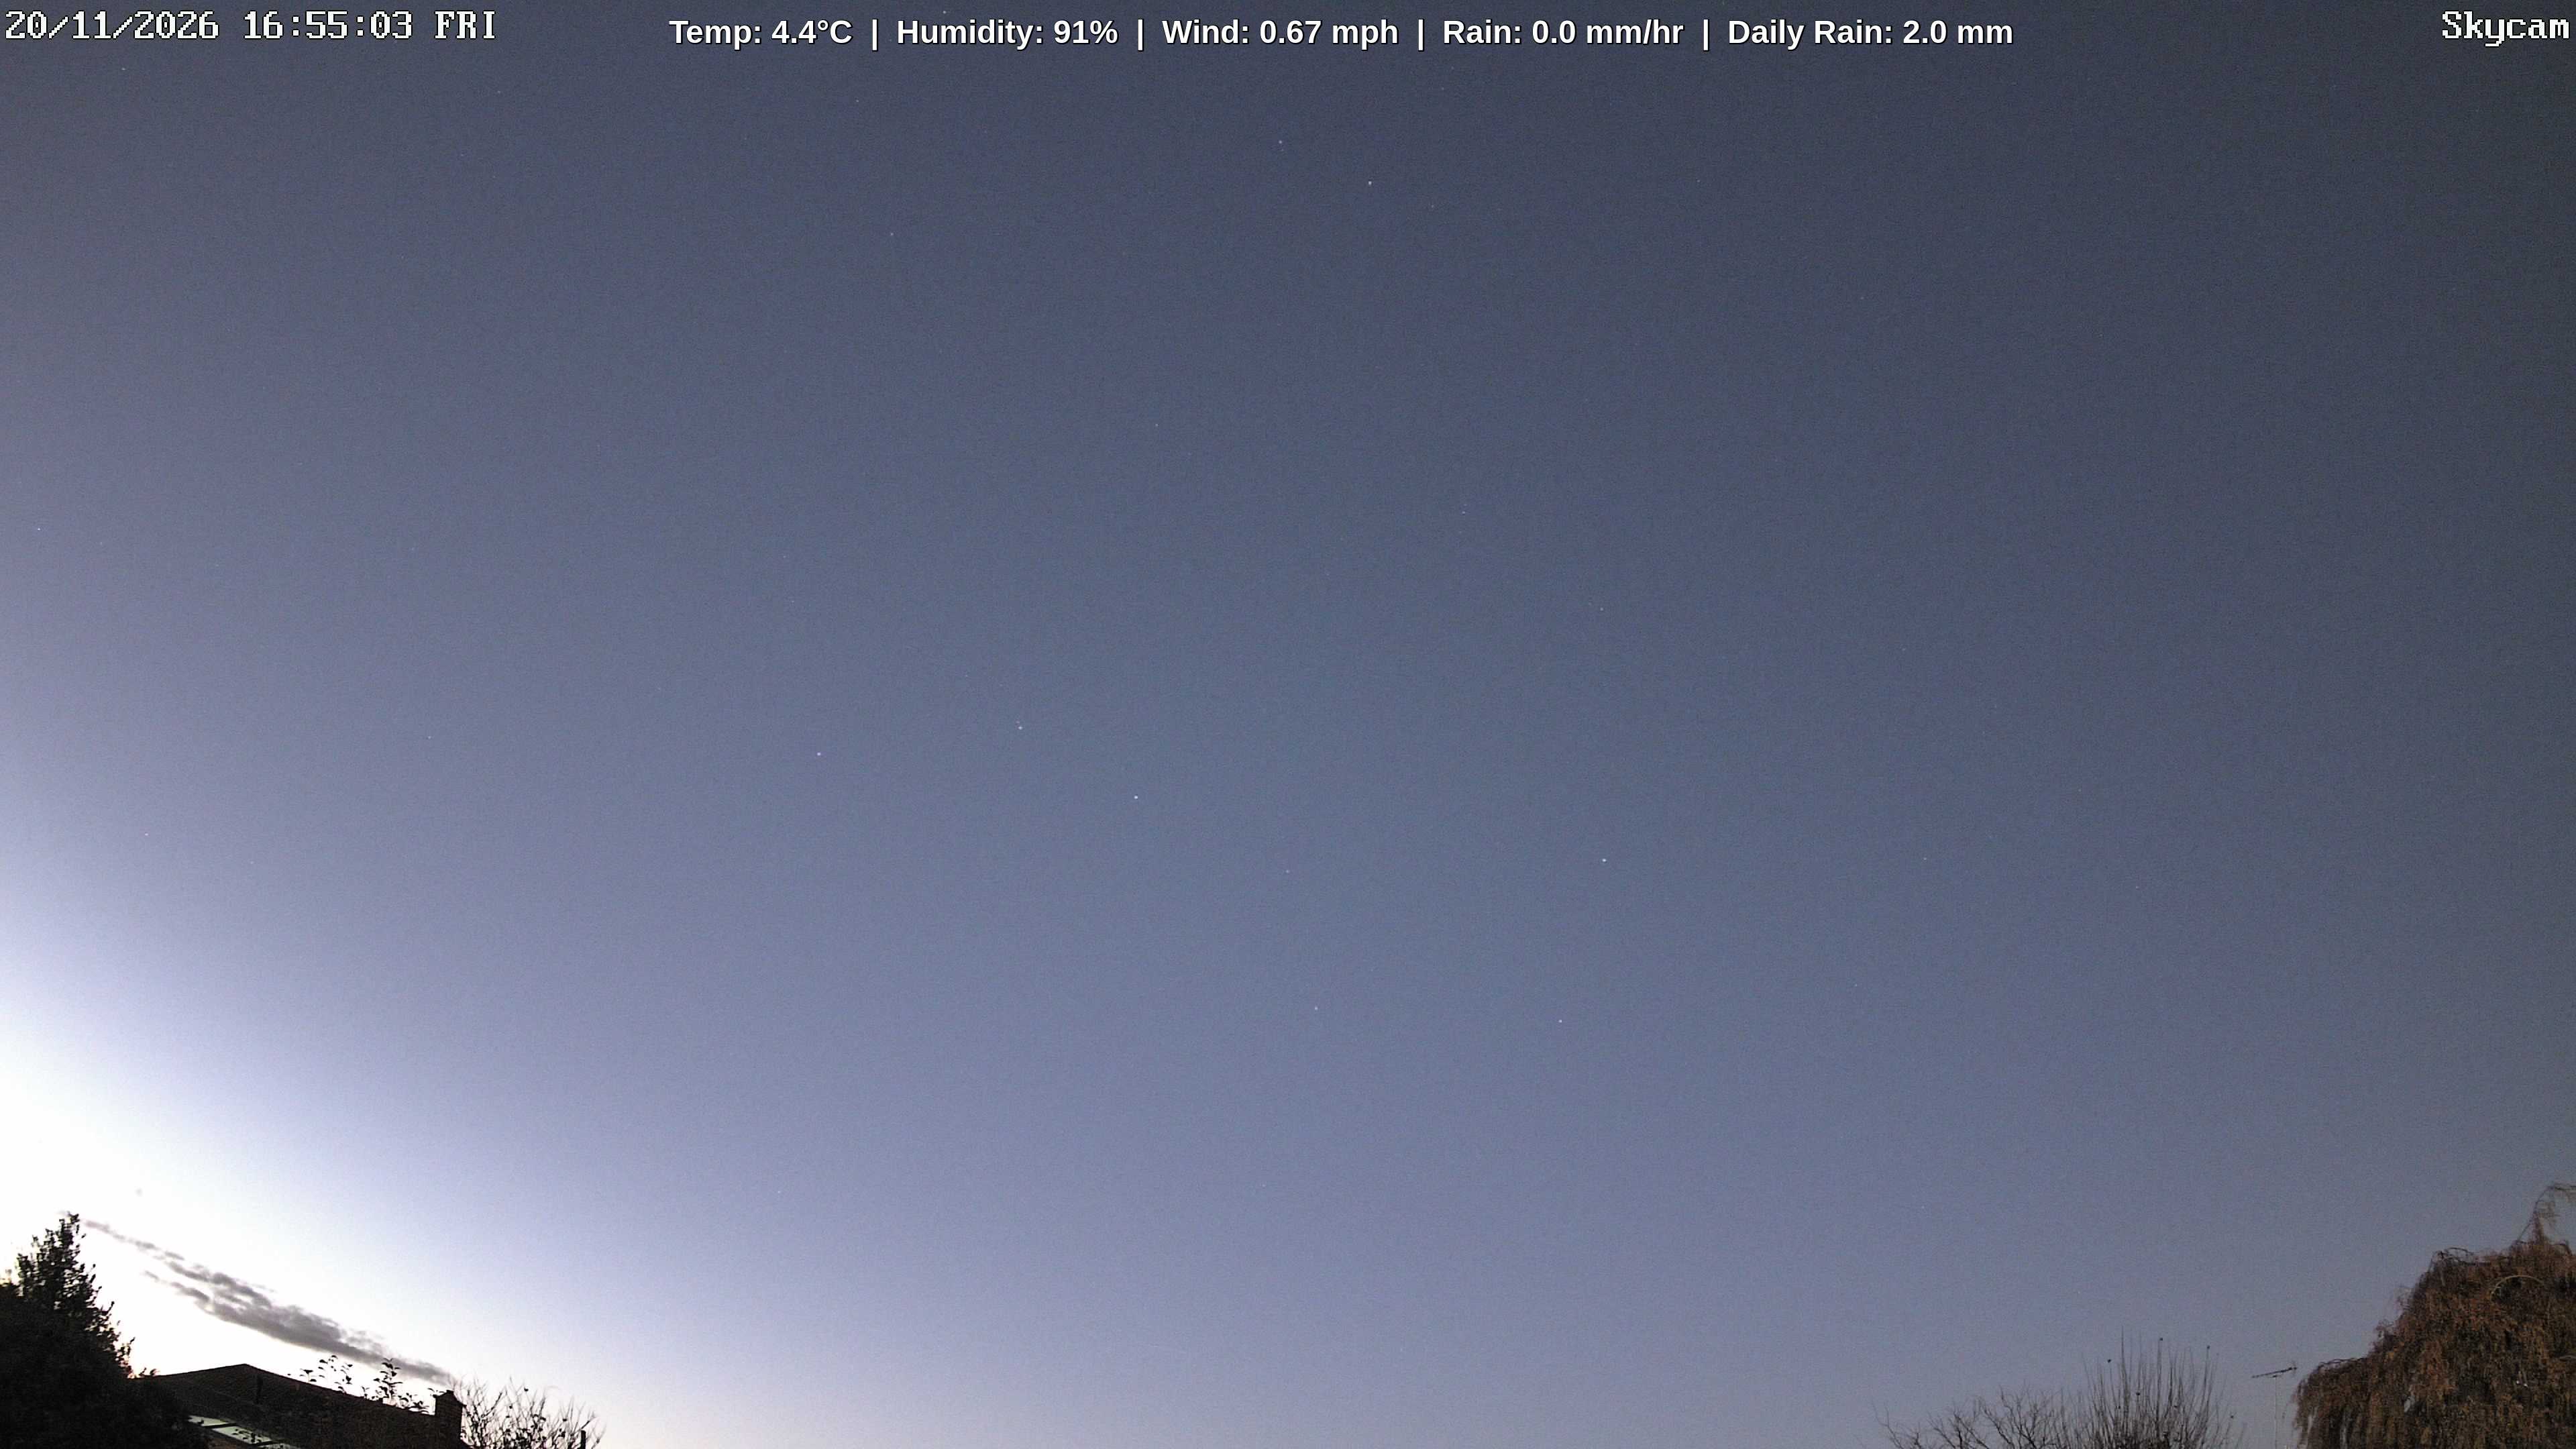 20/11/2026 16:55:03 FRI
Temp: 4.4°C | Humidity: 91% | Wind: 0.67 mph | Rain: 0.0 mm/hr | Daily Rain: 2.0 mm
Skycam